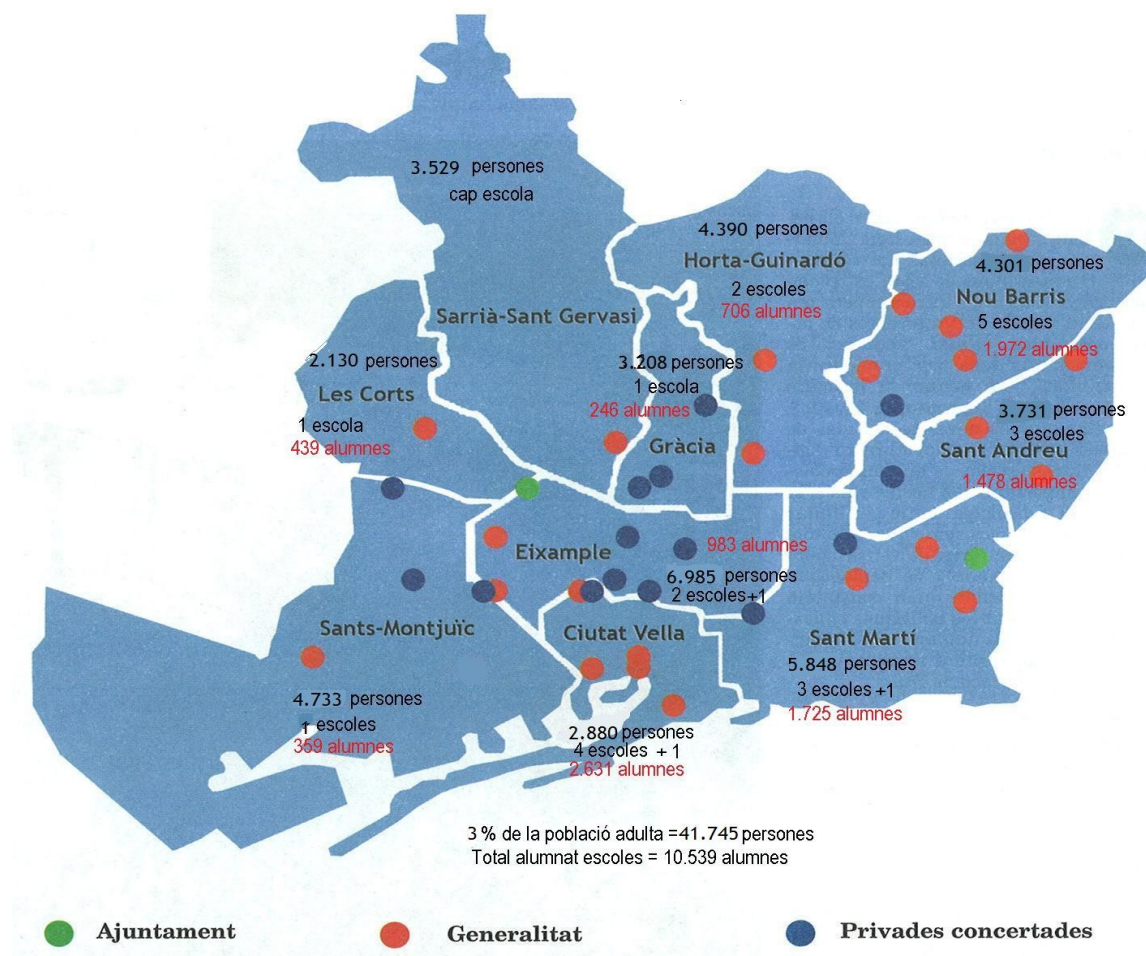 3.529 persones
cap escola
4.390 persones
Horta-Guinardó
2 escoles
706 alumnes
4.301 persones
Nou Barris
5 escoles
1.972 alumnes
Sarrià-Sant Gervasi
2.130 persones
Les Corts
1 escola
439 alumnes
3.208 persones
1 escola
246 alumnes
Gràcia
3.731 persones
3 escoles
Sant Andreu
1.478 alumnes
Eixample
983 alumnes
6.985 persones
2 escoles+1
Sants-Montjuïc
4.733 persones
1 escoles
359 alumnes
Ciutat Vella
2.880 persones
4 escoles + 1
2.631 alumnes
Sant Martí
5.848 persones
3 escoles +1
1.725 alumnes
3 % de la població adulta =41.745 persones
Total alumnat escoles = 10.539 alumnes
Ajuntament
Generalitat
Privades concertades